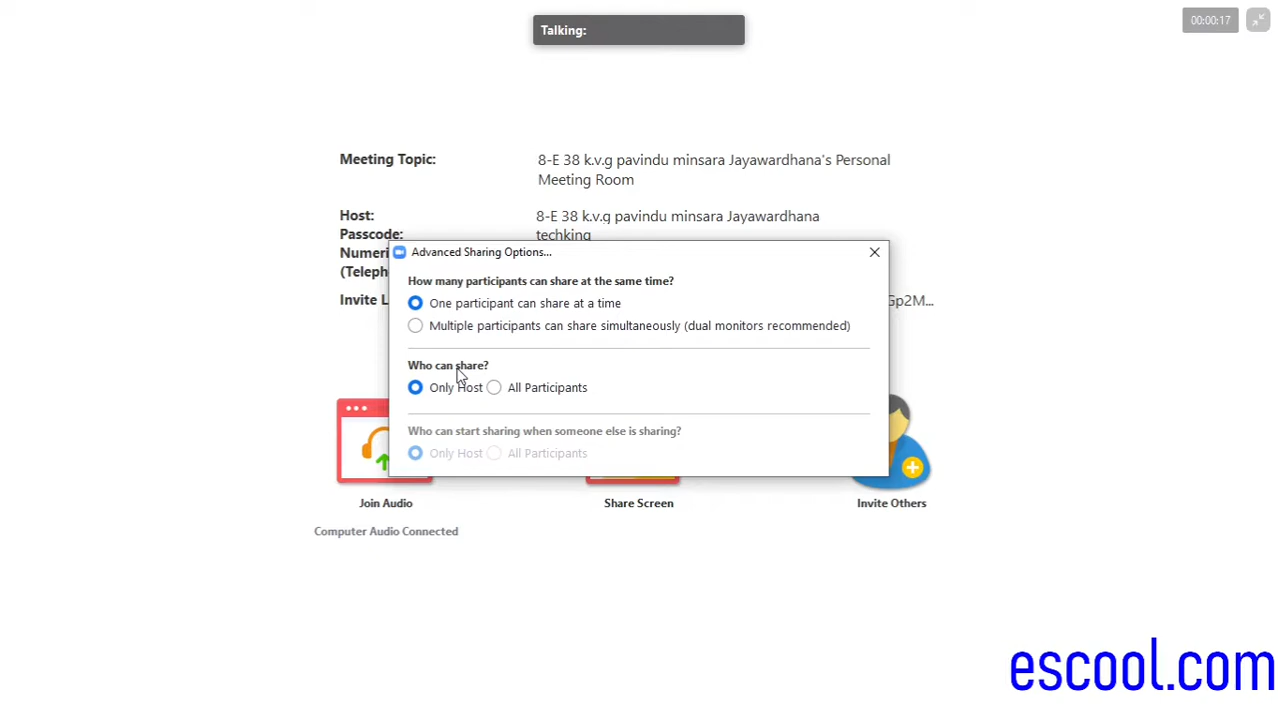 Talking:
00:00:17
Meeting Topic:
8-E 38 k.v.g pavindu minsara Jayawardhana's Personal
Meeting Room
Host:
8-E 38 k.v.g pavindu minsara Jayawardhana
Passcode:
techking
Numeri
(Teleph
Invite L
Gp2M...
Advanced Sharing Options...
How many participants can share at the same time?
One participant can share at a time
Multiple participants can share simultaneously (dual monitors recommended)
Who can share?
Only Host
All Participants
Who can start sharing when someone else is sharing?
Only Host
All Participants
Join Audio
Share Screen
Invite Others
Computer Audio Connected
escool.com